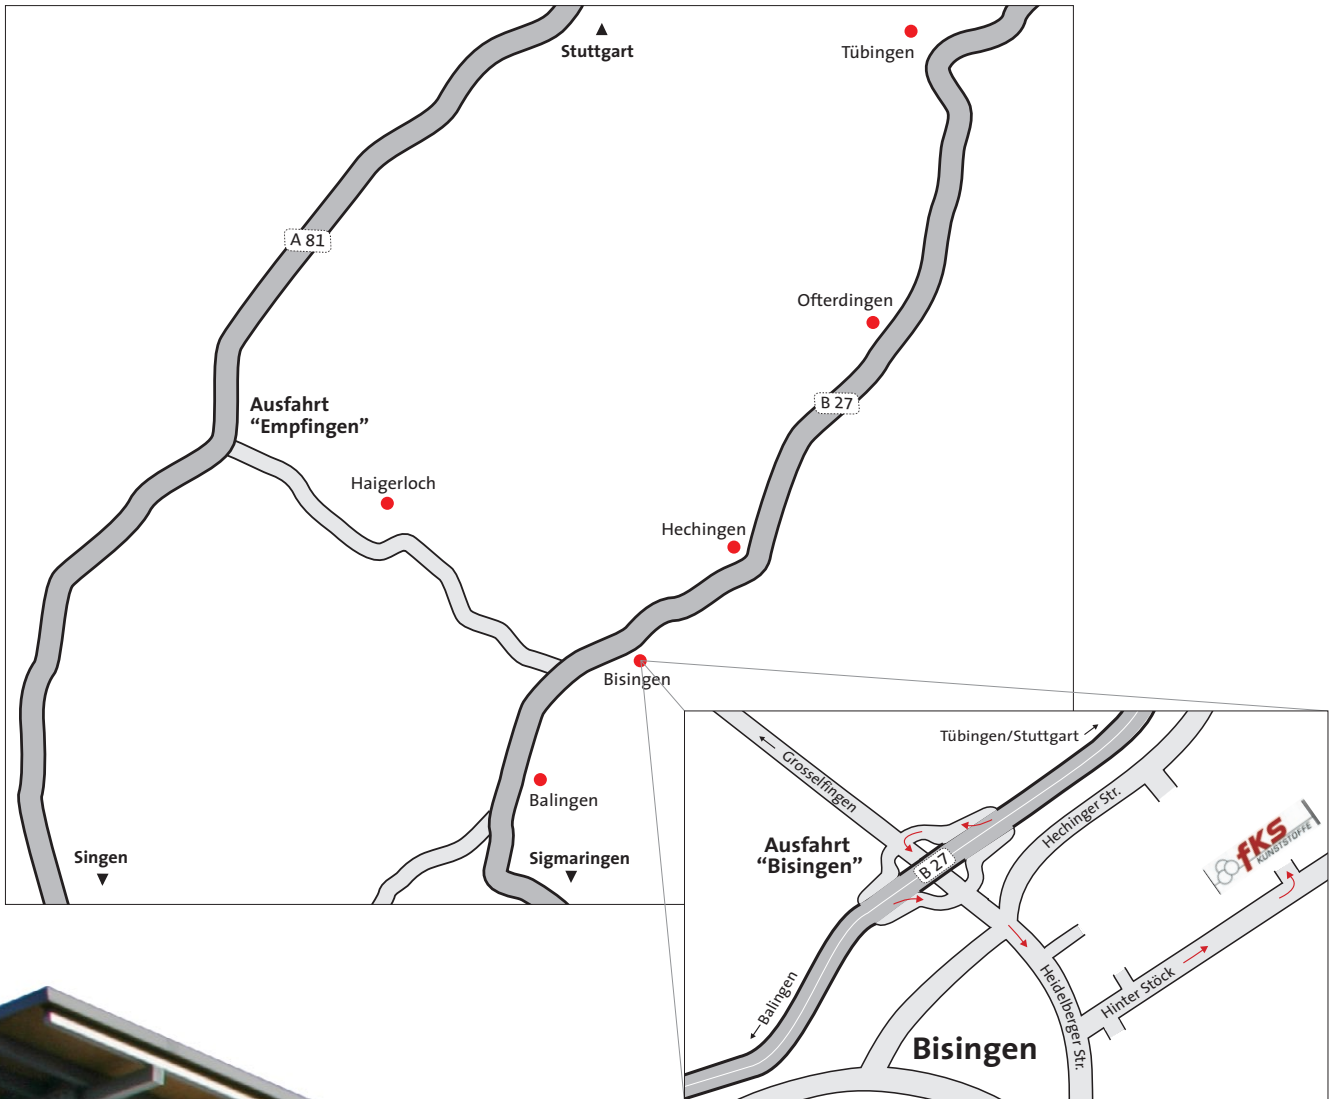 Stuttgart
Tübingen
A 81
Ofterdingen
Ausfahrt
“Empfingen”
B 27
Haigerloch
Hechingen
Bisingen
Balingen
Singen
Sigmaringen
Tübingen/Stuttgart
Grosselfingen
Hechinger Str.
Ausfahrt
“Bisingen”
B 27
fKS
KUNSTSTOFFE
Balingen
Heidelberger Str.
Hinter Stöck
Bisingen